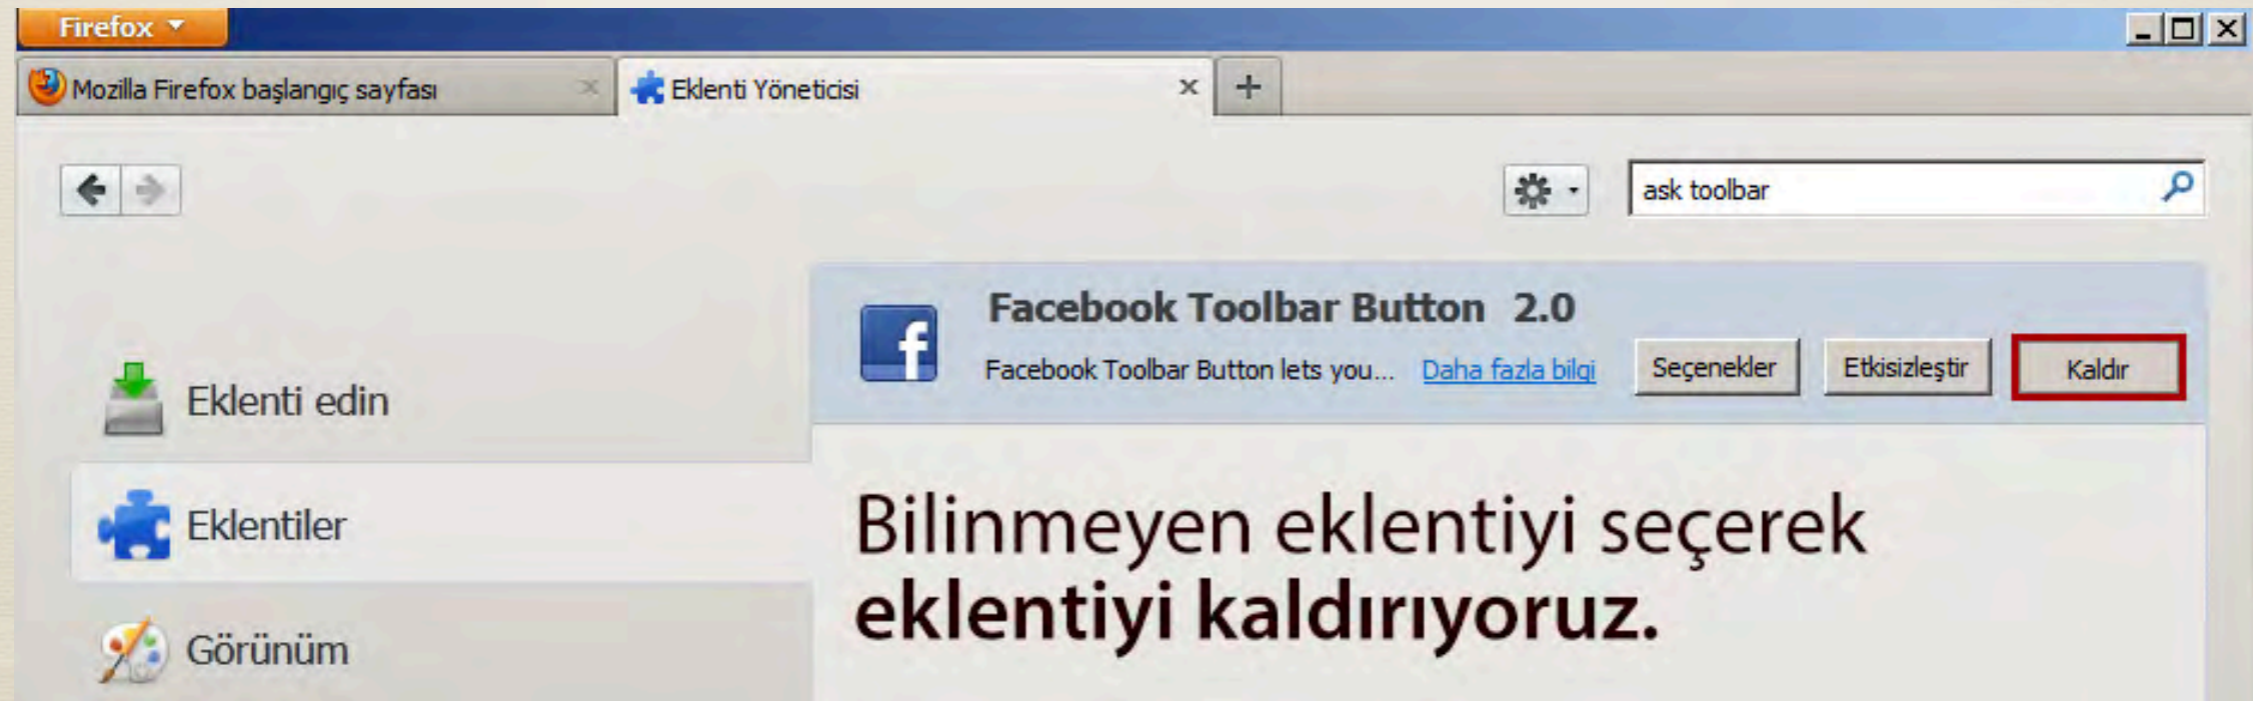 Firefox
Mozilla Firefox başlangıç sayfası
Eklenti Yöneticisi
ask toolbar
Facebook Toolbar Button 2.0
Facebook Toolbar Button lets you... Daha fazla bilgi
Seçenekler
Etkisizleştir
Kaldır
Eklenti edin
Eklentiler
Görünüm
Bilinmeyen eklentiyi seçerek
eklentiyi kaldırıyoruz.